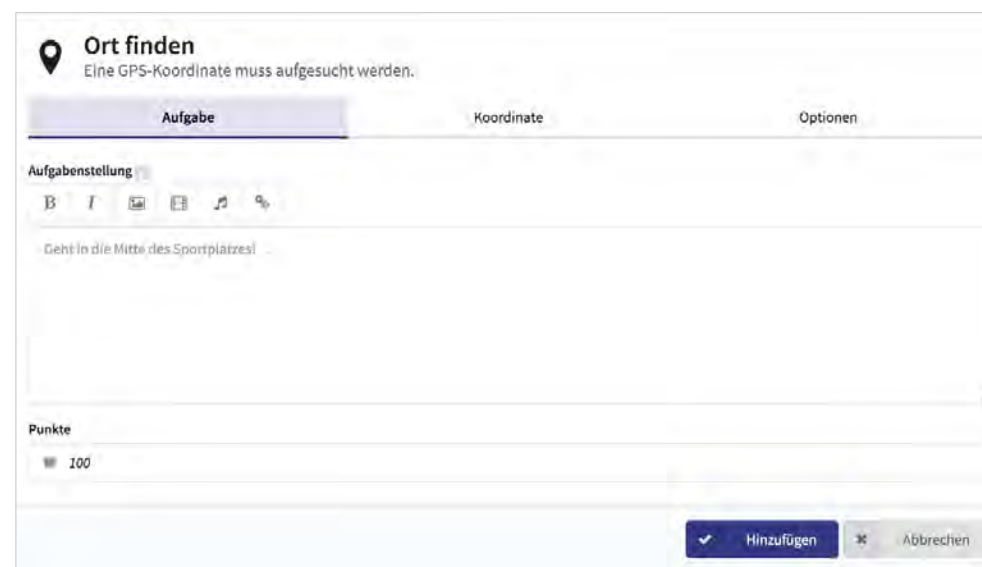 Ort finden
Eine GPS-Koordinate muss aufgesucht werden.
Aufgabe Koordinate Optionen
Aufgabenstellung
B I
Geht in die Mitte des Sportplatzes!
Punkte
100
Hinzufügen Abbrechen